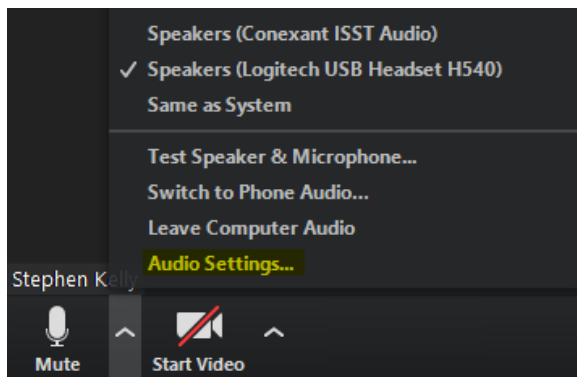 Speakers (Conexant ISST Audio)
✓ Speakers (Logitech USB Headset H540)
Same as System
Test Speaker & Microphone...
Switch to Phone Audio...
Leave Computer Audio
Audio Settings...
Stephen Kelly
Mute
Start Video